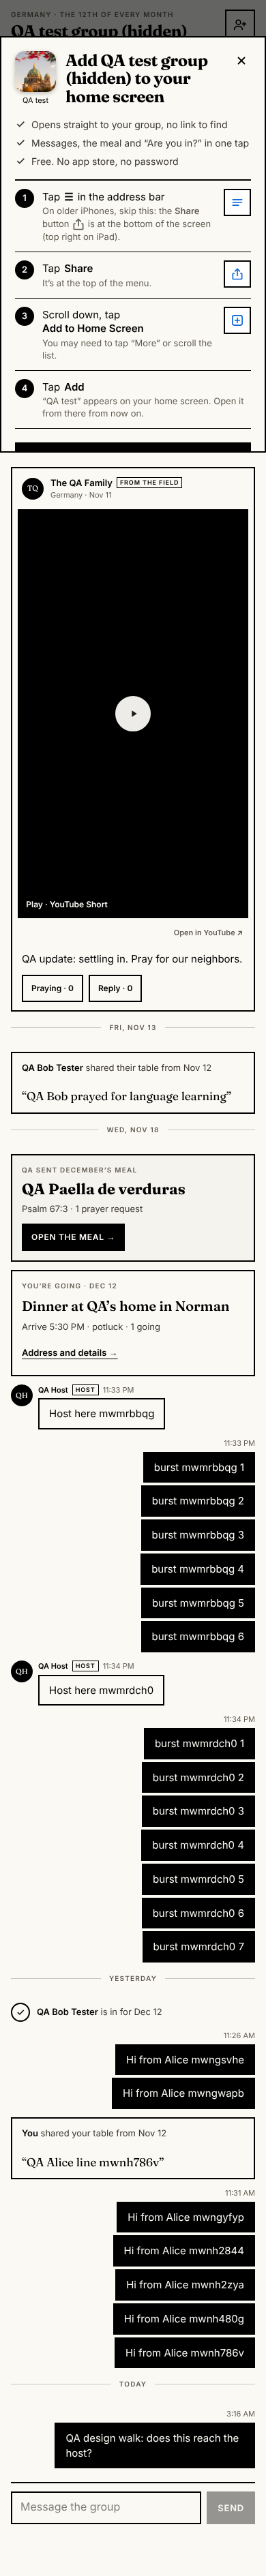 GERMANY · THE 12TH OF EVERY MONTH
QA test group (hidden)
QA test
Add QA test group
(hidden) to your
home screen
Opens straight to your group, no link to find
Messages, the meal and “Are you in?” in one tap
Free. No app store, no password
1
Tap ☰ in the address bar
On older iPhones, skip this: the Share
button is at the bottom of the screen
(top right on iPad).
2
Tap Share
It’s at the top of the menu.
3
Scroll down, tap
Add to Home Screen
You may need to tap “More” or scroll the
list.
4
Tap Add
“QA test” appears on your home screen. Open it
from there from now on.
TQ
The QA Family FROM THE FIELD
Germany · Nov 11
Play · YouTube Short
Open in YouTube ↗
QA update: settling in. Pray for our neighbors.
Praying · 0 Reply · 0
FRI, NOV 13
QA Bob Tester shared their table from Nov 12
“QA Bob prayed for language learning”
WED, NOV 18
QA SENT DECEMBER’S MEAL
QA Paella de verduras
Psalm 67:3 · 1 prayer request
OPEN THE MEAL →
YOU’RE GOING · DEC 12
Dinner at QA’s home in Norman
Arrive 5:30 PM · potluck · 1 going
Address and details →
QH
QA Host HOST 11:33 PM
Host here mwmrbbqg
11:33 PM
burst mwmrbbqg 1
burst mwmrbbqg 2
burst mwmrbbqg 3
burst mwmrbbqg 4
burst mwmrbbqg 5
burst mwmrbbqg 6
QH
QA Host HOST 11:34 PM
Host here mwmrdch0
11:34 PM
burst mwmrdch0 1
burst mwmrdch0 2
burst mwmrdch0 3
burst mwmrdch0 4
burst mwmrdch0 5
burst mwmrdch0 6
burst mwmrdch0 7
YESTERDAY
QA Bob Tester is in for Dec 12
11:26 AM
Hi from Alice mwngsvhe
Hi from Alice mwngwapb
You shared your table from Nov 12
“QA Alice line mwnh786v”
11:31 AM
Hi from Alice mwngyfyp
Hi from Alice mwnh2844
Hi from Alice mwnh2zya
Hi from Alice mwnh480g
Hi from Alice mwnh786v
TODAY
3:16 AM
QA design walk: does this reach the
host?
Message the group
SEND